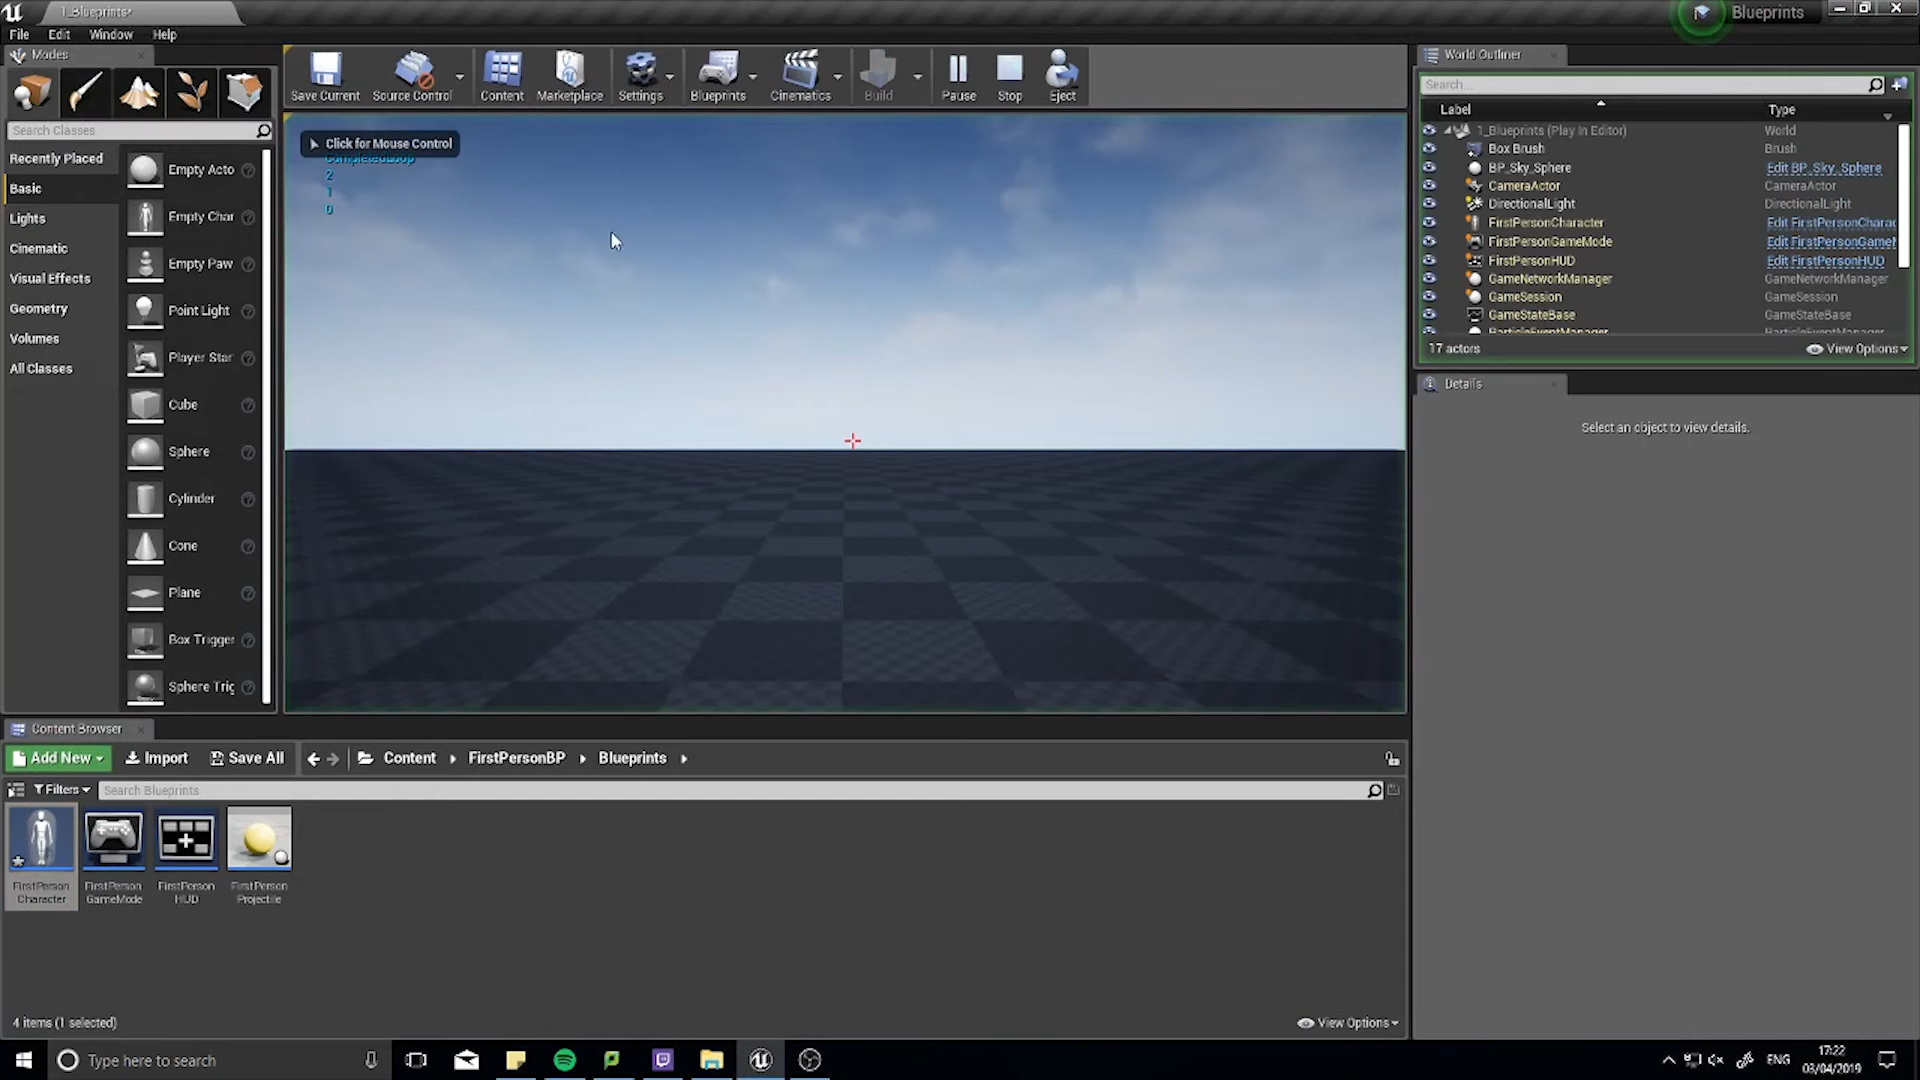 1_Blueprints*
Blueprints
File Edit Window Help
Modes
Search Classes
Recently Placed
Basic
Lights
Cinematic
Visual Effects
Geometry
Volumes
All Classes
Empty Acto
Empty Char
Empty Paw
Point Light
Player Star
Cube
Sphere
Cylinder
Cone
Plane
Box Trigger
Sphere Trig
Save Current
Source Control
Content
Marketplace
Settings
Blueprints
Cinematics
Build
Pause
Stop
Eject
Click for Mouse Control
CompletedLoop
2
1
0
World Outliner
Search...
Label Type
1_Blueprints (Play In Editor) World
Box Brush Brush
BP_Sky_Sphere Edit BP_Sky_Sphere
CameraActor CameraActor
DirectionalLight DirectionalLight
FirstPersonCharacter Edit FirstPersonCharac
FirstPersonGameMode Edit FirstPersonGameM
FirstPersonHUD Edit FirstPersonHUD
GameNetworkManager GameNetworkManager
GameSession GameSession
GameStateBase GameStateBase
ParticleEventManager ParticleEventManager
17 actors View Options
Details
Select an object to view details.
Content Browser
Add New Import Save All Content FirstPersonBP Blueprints
Filters Search Blueprints
FirstPerson
Character
FirstPerson
GameMode
FirstPerson
HUD
FirstPerson
Projectile
4 items (1 selected) View Options
Type here to search
ENG
17:22
03/04/2019